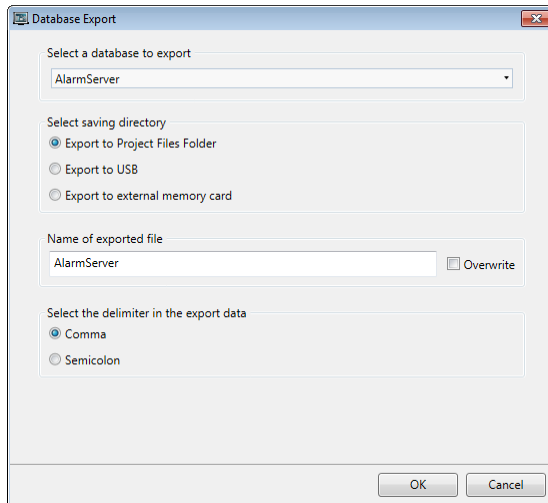 Database Export
Select a database to export
AlarmServer
Select saving directory
Export to Project Files Folder
Export to USB
Export to external memory card
Name of exported file
AlarmServer
Overwrite
Select the delimiter in the export data
Comma
Semicolon
OK
Cancel